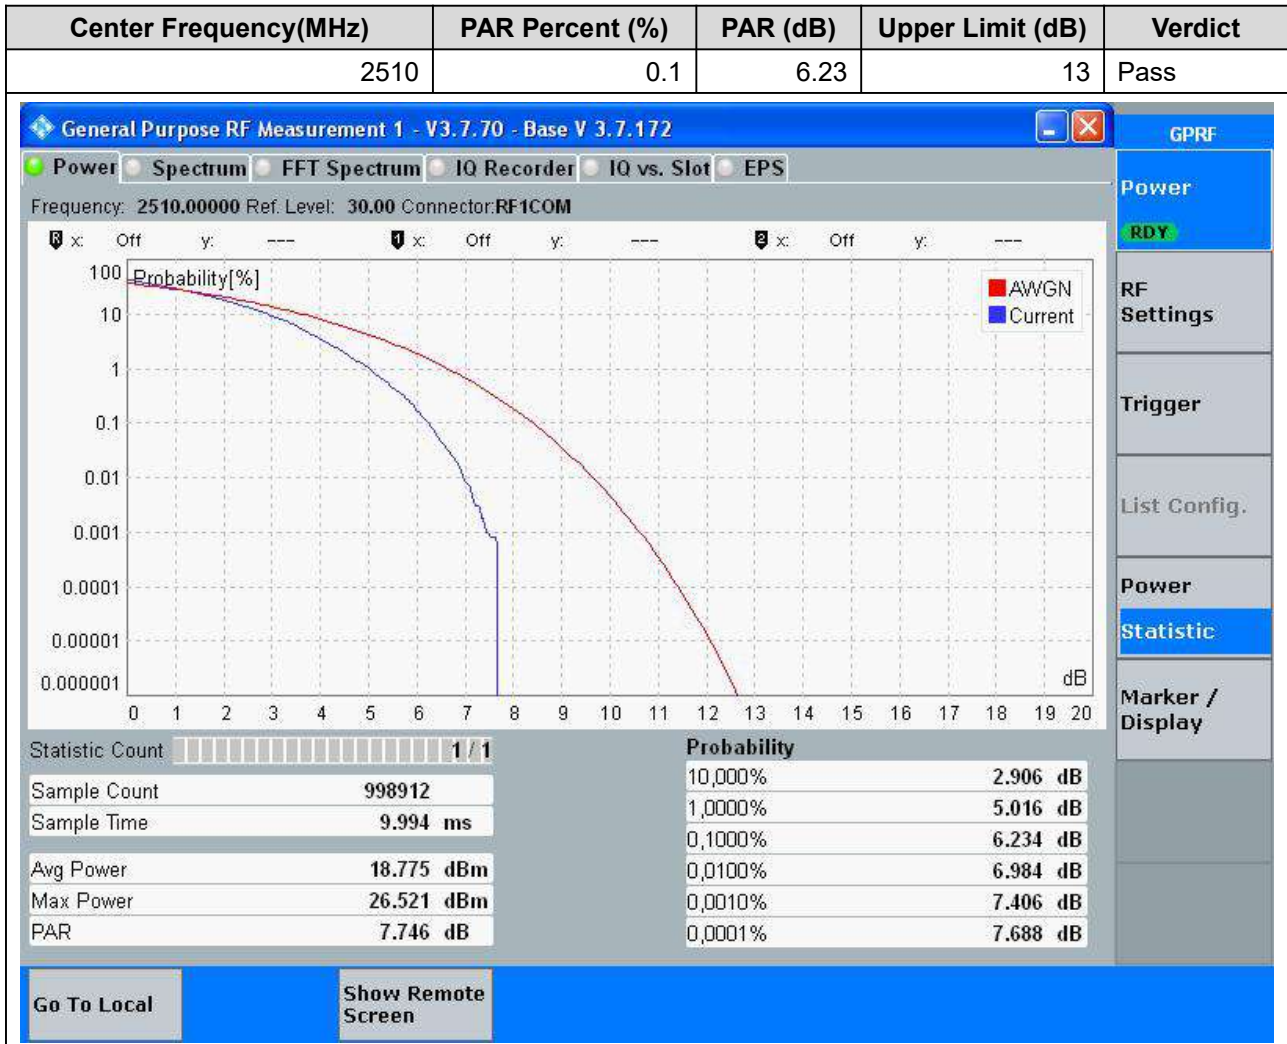 Center Frequency(MHz) PAR Percent (%) PAR (dB) Upper Limit (dB) Verdict
2510 0.1 6.23 13 Pass
General Purpose RF Measurement 1 - V3.7.70 - Base V 3.7.172
GPRF
Power Spectrum FFT Spectrum IQ Recorder IQ vs. Slot EPS
Power
RDY
Frequency: 2510.00000 Ref. Level: 30.00 Connector:RF1COM
R x: Off y: --- 1 x: Off y: --- 2 x: Off y: ---
Probability[%]
AWGN
Current
100
10
1
0.1
0.01
0.001
0.0001
0.00001
0.000001
dB
0 1 2 3 4 5 6 7 8 9 10 11 12 13 14 15 16 17 18 19 20
RF
Settings
Trigger
List Config.
Power
Statistic
Marker /
Display
Statistic Count 1 / 1
Sample Count 998912
Sample Time 9.994 ms
Avg Power 18.775 dBm
Max Power 26.521 dBm
PAR 7.746 dB
Probability
10,000% 2.906 dB
1,0000% 5.016 dB
0,1000% 6.234 dB
0,0100% 6.984 dB
0,0010% 7.406 dB
0,0001% 7.688 dB
Go To Local
Show Remote
Screen